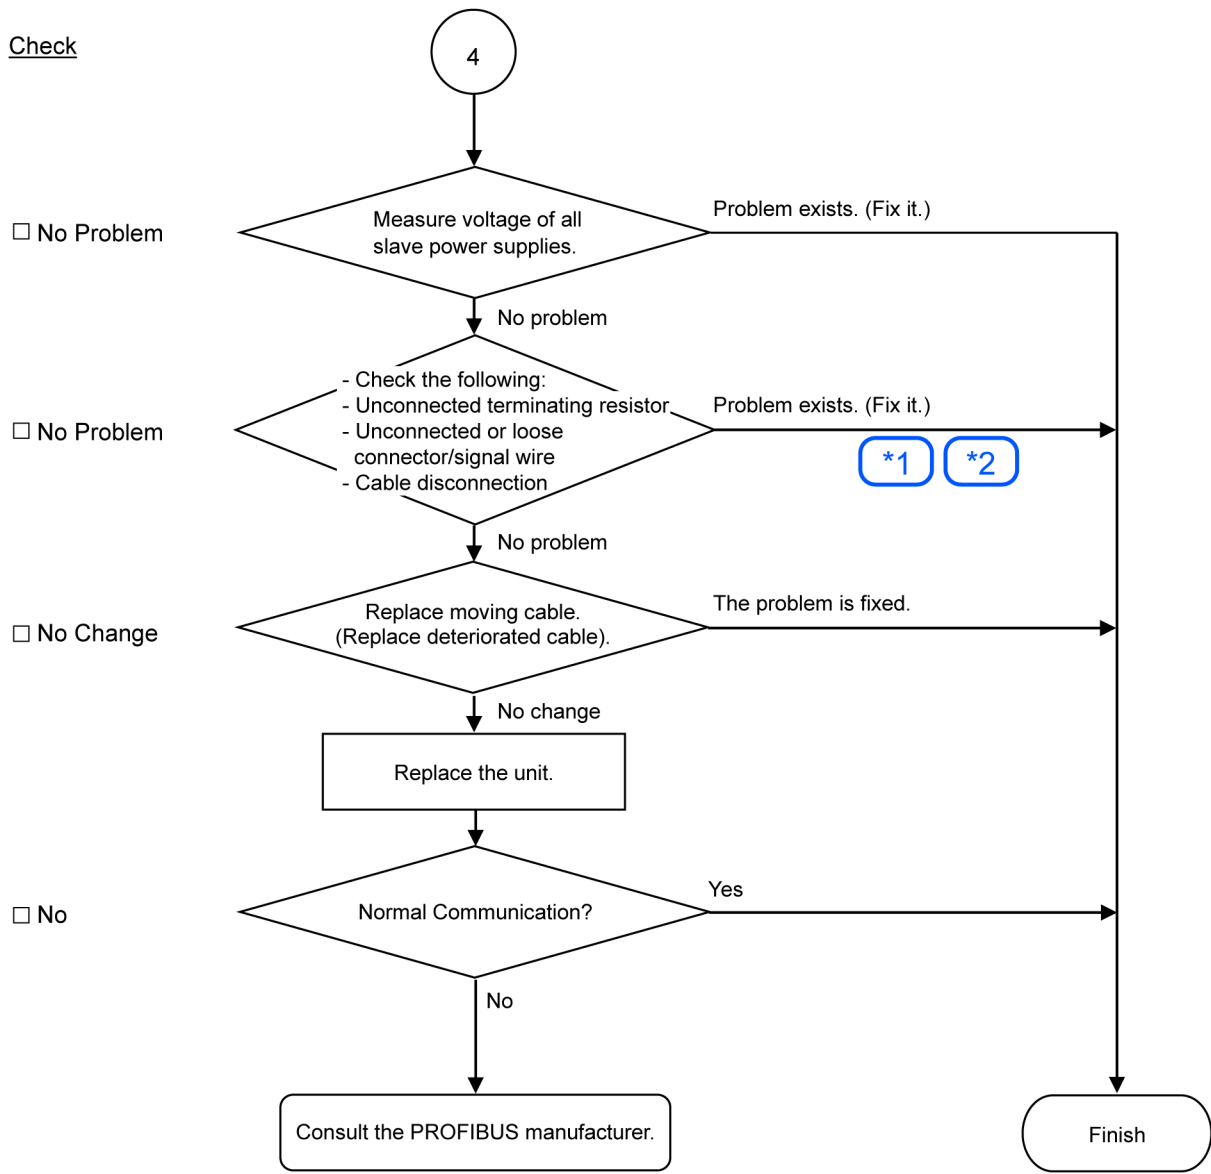 Check
4
Measure voltage of all
slave power supplies.
Problem exists. (Fix it.)
□ No Problem
No problem
- Check the following:
- Unconnected terminating resistor
- Unconnected or loose
connector/signal wire
- Cable disconnection
Problem exists. (Fix it.)
*1
*2
□ No Problem
No problem
Replace moving cable.
(Replace deteriorated cable).
The problem is fixed.
□ No Change
No change
Replace the unit.
Normal Communication?
Yes
□ No
No
Consult the PROFIBUS manufacturer.
Finish